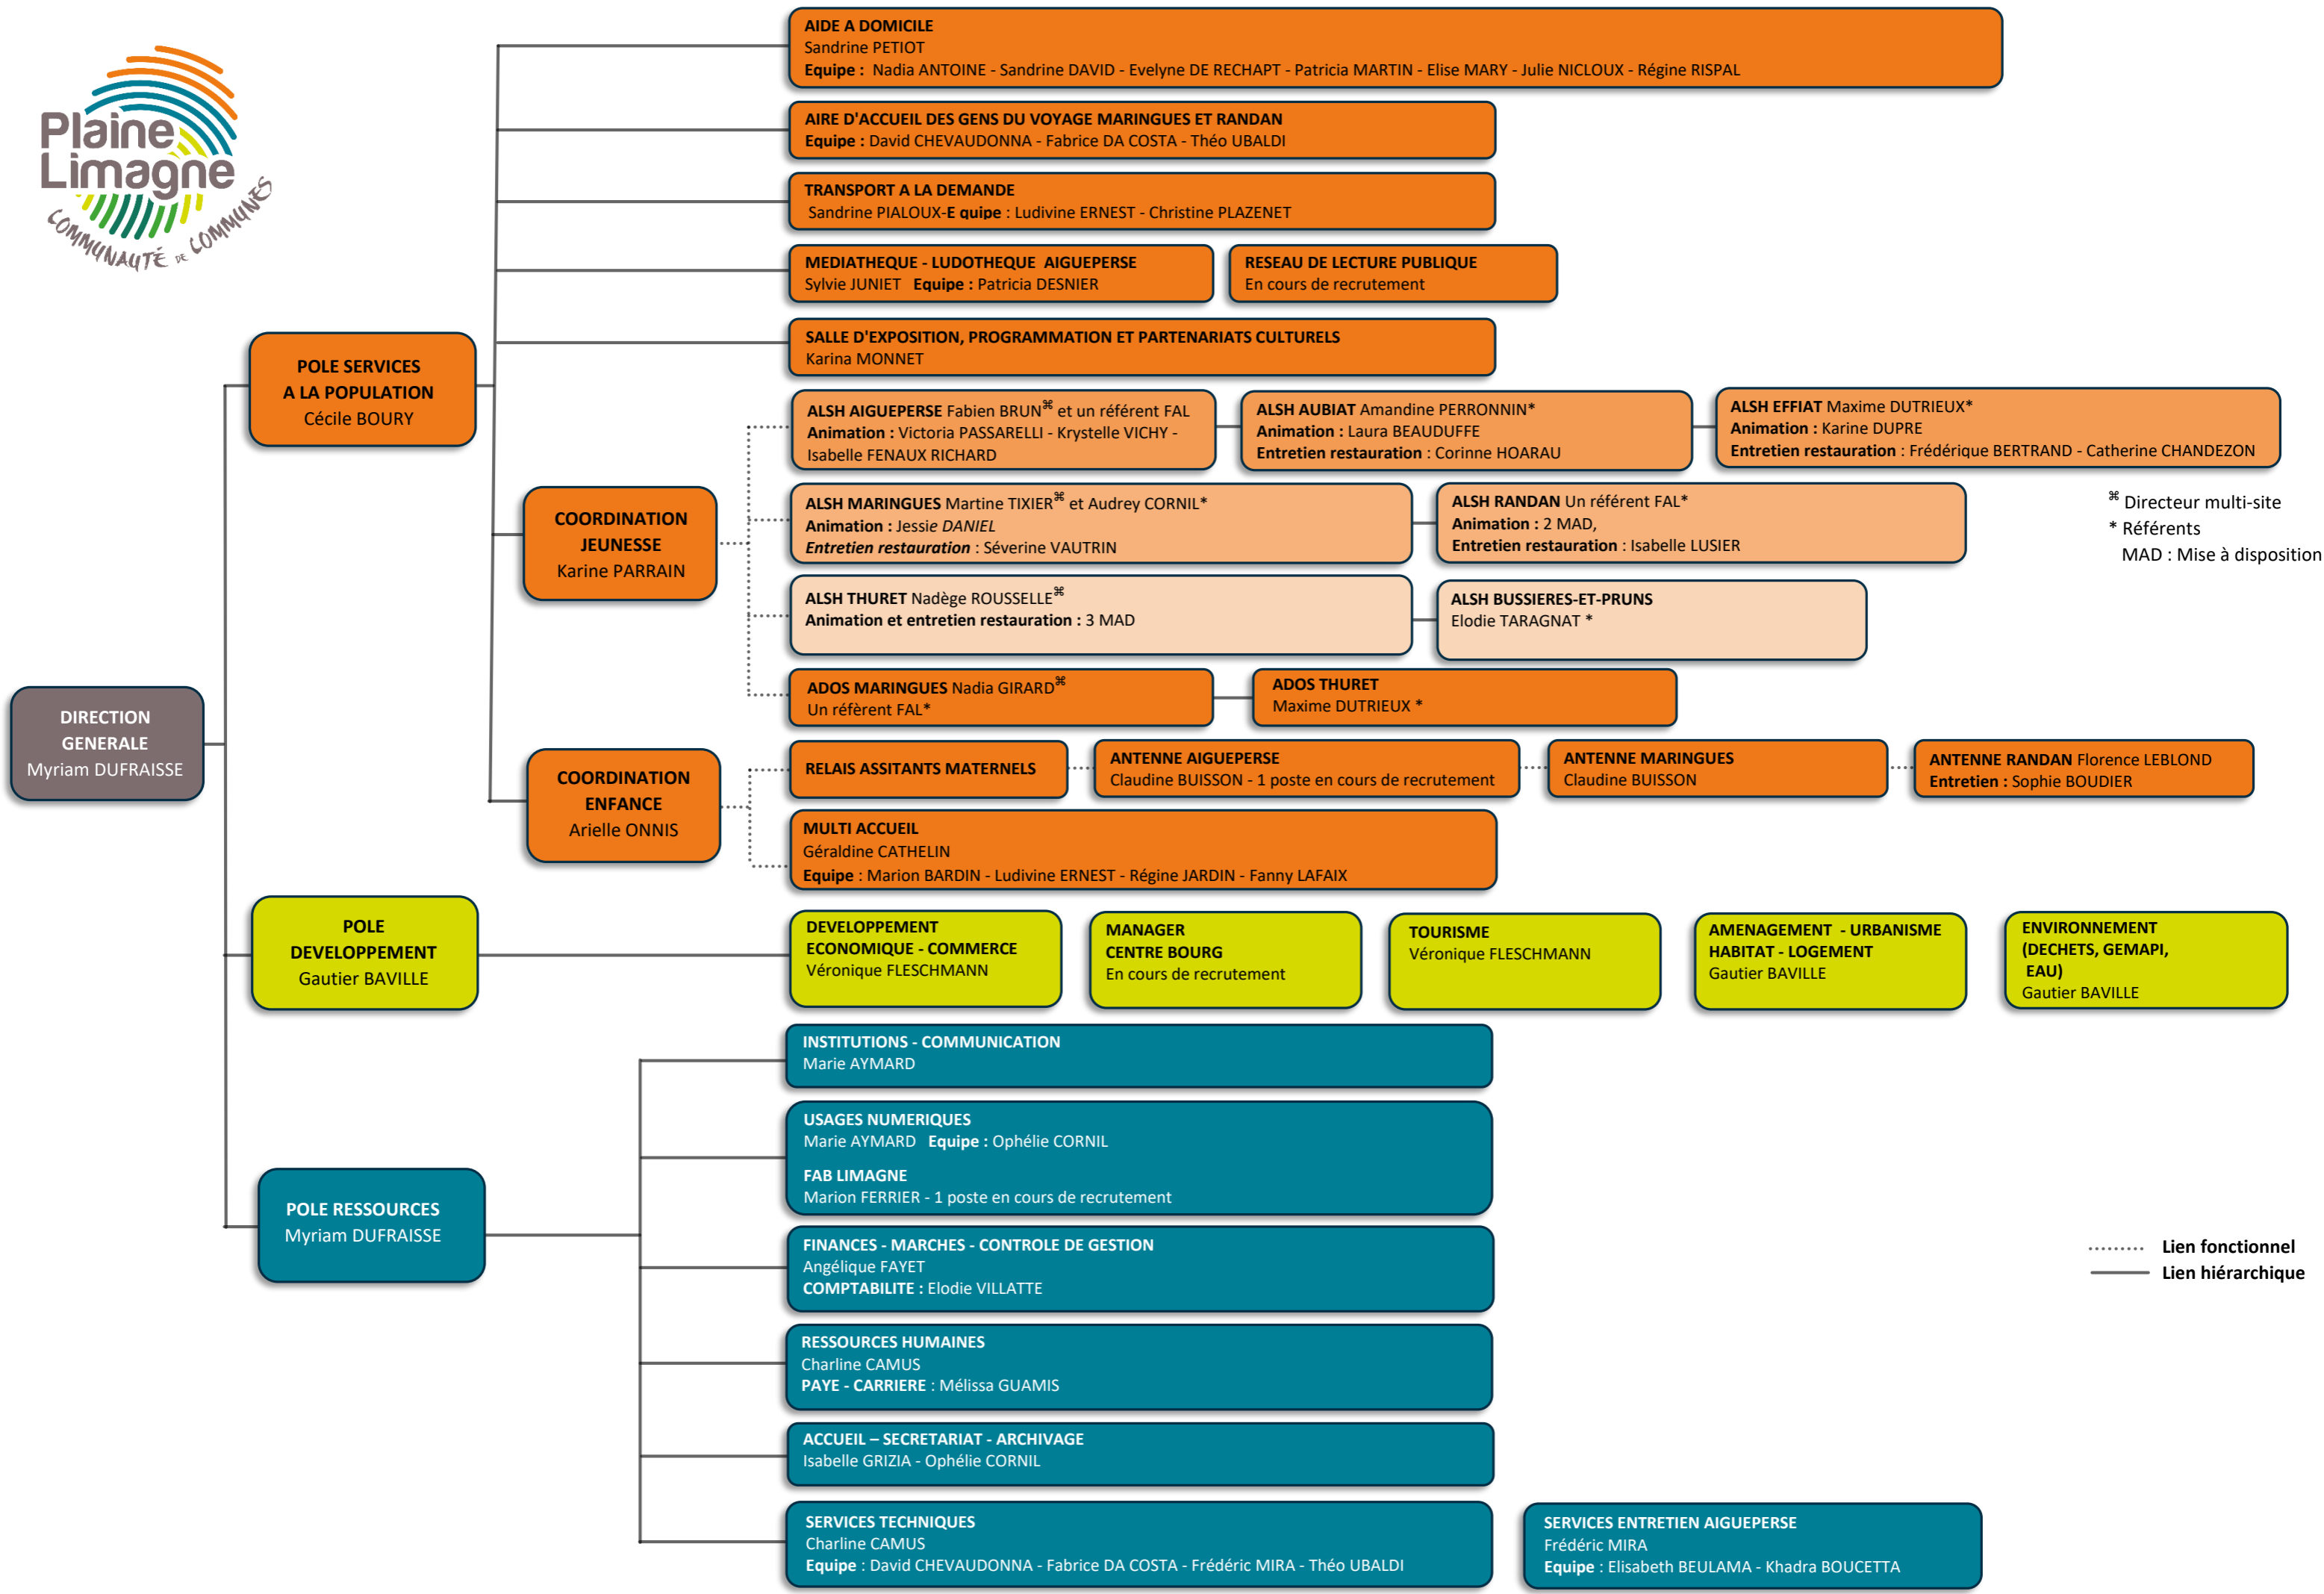 Plaine
Limagne
COMMUNAUTÉ DE COMMUNES
AIDE A DOMICILE
Sandrine PETIOT
Equipe : Nadia ANTOINE - Sandrine DAVID - Evelyne DE RECHAPT - Patricia MARTIN - Elise MARY - Julie NICLOUX - Régine RISPAL
AIRE D'ACCUEIL DES GENS DU VOYAGE MARINGUES ET RANDAN
Equipe : David CHEVAUDONNA - Fabrice DA COSTA - Théo UBALDI
TRANSPORT A LA DEMANDE
Sandrine PIALOUX-E quipe : Ludivine ERNEST - Christine PLAZENET
MEDIATHEQUE - LUDOTHEQUE AIGUEPERSE
Sylvie JUNIET Equipe : Patricia DESNIER
RESEAU DE LECTURE PUBLIQUE
En cours de recrutement
SALLE D'EXPOSITION, PROGRAMMATION ET PARTENARIATS CULTURELS
Karina MONNET
POLE SERVICES
A LA POPULATION
Cécile BOURY
ALSH AIGUEPERSE Fabien BRUN⌘ et un référent FAL
Animation : Victoria PASSARELLI - Krystelle VICHY -
Isabelle FENAUX RICHARD
ALSH AUBIAT Amandine PERRONNIN*
Animation : Laura BEAUDUFFE
Entretien restauration : Corinne HOARAU
ALSH EFFIAT Maxime DUTRIEUX*
Animation : Karine DUPRE
Entretien restauration : Frédérique BERTRAND - Catherine CHANDEZON
COORDINATION
JEUNESSE
Karine PARRAIN
ALSH MARINGUES Martine TIXIER⌘ et Audrey CORNIL*
Animation : Jessie DANIEL
Entretien restauration : Séverine VAUTRIN
ALSH RANDAN Un référent FAL*
Animation : 2 MAD,
Entretien restauration : Isabelle LUSIER
⌘ Directeur multi-site
* Référents
MAD : Mise à disposition
ALSH THURET Nadège ROUSSELLE⌘
Animation et entretien restauration : 3 MAD
ALSH BUSSIERES-ET-PRUNS
Elodie TARAGNAT *
ADOS MARINGUES Nadia GIRARD⌘
Un réfèrent FAL*
ADOS THURET
Maxime DUTRIEUX *
DIRECTION
GENERALE
Myriam DUFRAISSE
COORDINATION
ENFANCE
Arielle ONNIS
RELAIS ASSITANTS MATERNELS
ANTENNE AIGUEPERSE
Claudine BUISSON - 1 poste en cours de recrutement
ANTENNE MARINGUES
Claudine BUISSON
ANTENNE RANDAN Florence LEBLOND
Entretien : Sophie BOUDIER
MULTI ACCUEIL
Géraldine CATHELIN
Equipe : Marion BARDIN - Ludivine ERNEST - Régine JARDIN - Fanny LAFAIX
POLE
DEVELOPPEMENT
Gautier BAVILLE
DEVELOPPEMENT
ECONOMIQUE - COMMERCE
Véronique FLESCHMANN
MANAGER
CENTRE BOURG
En cours de recrutement
TOURISME
Véronique FLESCHMANN
AMENAGEMENT - URBANISME
HABITAT - LOGEMENT
Gautier BAVILLE
ENVIRONNEMENT
(DECHETS, GEMAPI,
EAU)
Gautier BAVILLE
POLE RESSOURCES
Myriam DUFRAISSE
INSTITUTIONS - COMMUNICATION
Marie AYMARD
USAGES NUMERIQUES
Marie AYMARD Equipe : Ophélie CORNIL
FAB LIMAGNE
Marion FERRIER - 1 poste en cours de recrutement
FINANCES - MARCHES - CONTROLE DE GESTION
Angélique FAYET
COMPTABILITE : Elodie VILLATTE
Lien fonctionnel
Lien hiérarchique
RESSOURCES HUMAINES
Charline CAMUS
PAYE - CARRIERE : Mélissa GUAMIS
ACCUEIL – SECRETARIAT - ARCHIVAGE
Isabelle GRIZIA - Ophélie CORNIL
SERVICES TECHNIQUES
Charline CAMUS
Equipe : David CHEVAUDONNA - Fabrice DA COSTA - Frédéric MIRA - Théo UBALDI
SERVICES ENTRETIEN AIGUEPERSE
Frédéric MIRA
Equipe : Elisabeth BEULAMA - Khadra BOUCETTA